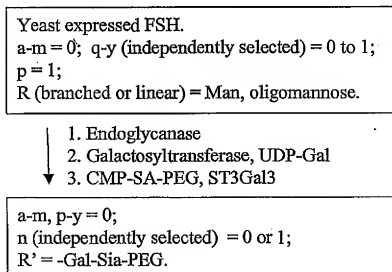 Yeast expressed FSH.
a-m = 0; q-y (independently selected) = 0 to 1;
p = 1;
R (branched or linear) = Man, oligomannose.
1. Endoglycanase
2. Galactosyltransferase, UDP-Gal
3. CMP-SA-PEG, ST3Gal3
a-m, p-y = 0;
n (independently selected) = 0 or 1;
R' = -Gal-Sia-PEG.